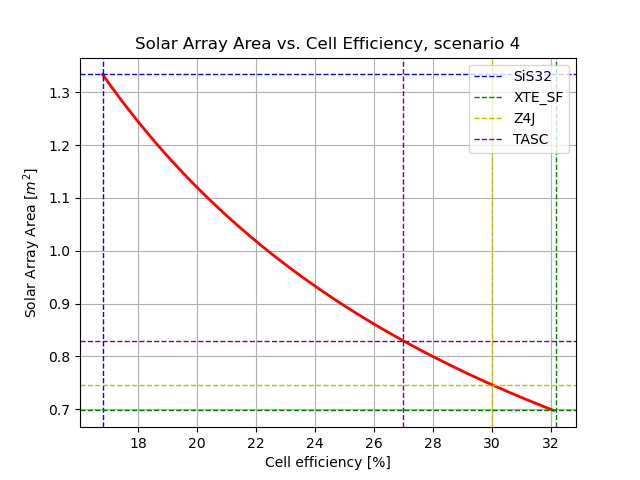 Solar Array Area vs. Cell Efficiency, scenario 4
SiS32
XTE_SF
Z4J
TASC
1.3
1.2
1.1
1.0
0.9
0.8
0.7
Solar Array Area [m²]
18 20 22 24 26 28 30 32
Cell efficiency [%]